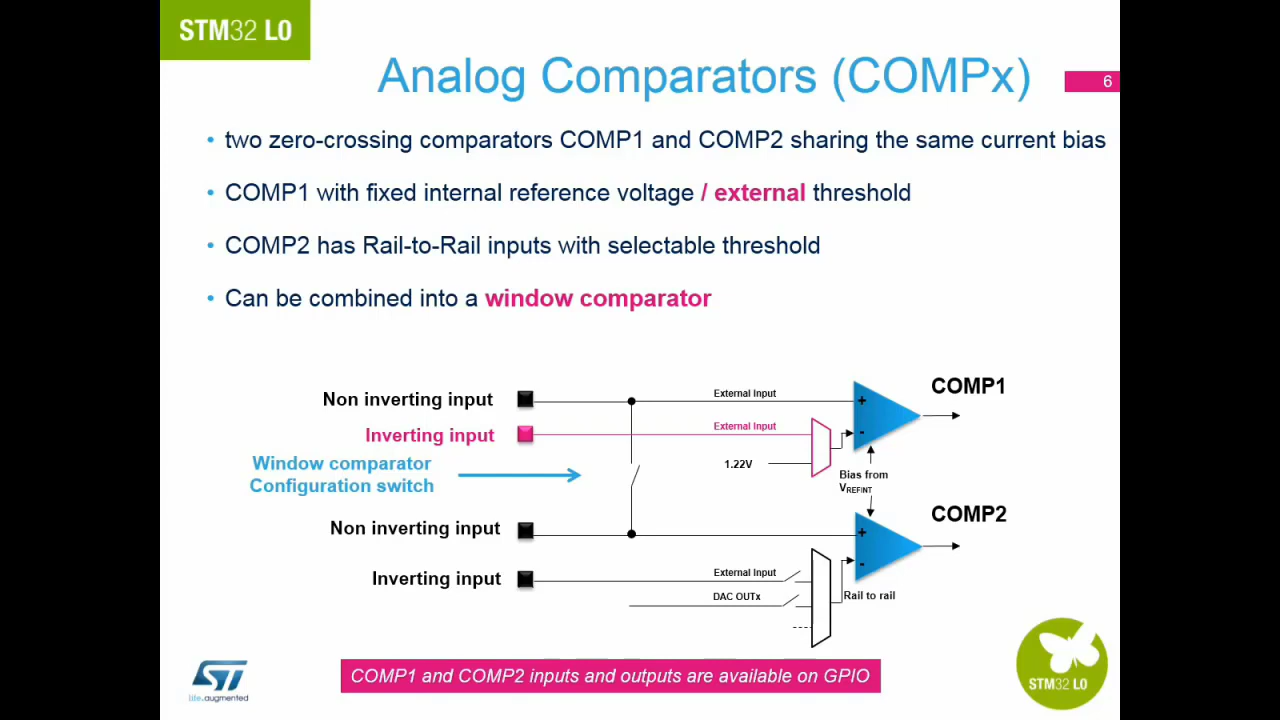 STM32 L0
Analog Comparators (COMPx)
6
• two zero-crossing comparators COMP1 and COMP2 sharing the same current bias
• COMP1 with fixed internal reference voltage / external threshold
• COMP2 has Rail-to-Rail inputs with selectable threshold
• Can be combined into a window comparator
Non inverting input
External Input
+
COMP1
Inverting input
External Input
-
Window comparator
Configuration switch
1.22V
Bias from
VREFINT
Non inverting input
+
COMP2
-
Inverting input
External Input
DAC OUTx
Rail to rail
ST
life.augmented
COMP1 and COMP2 inputs and outputs are available on GPIO
STM32 L0